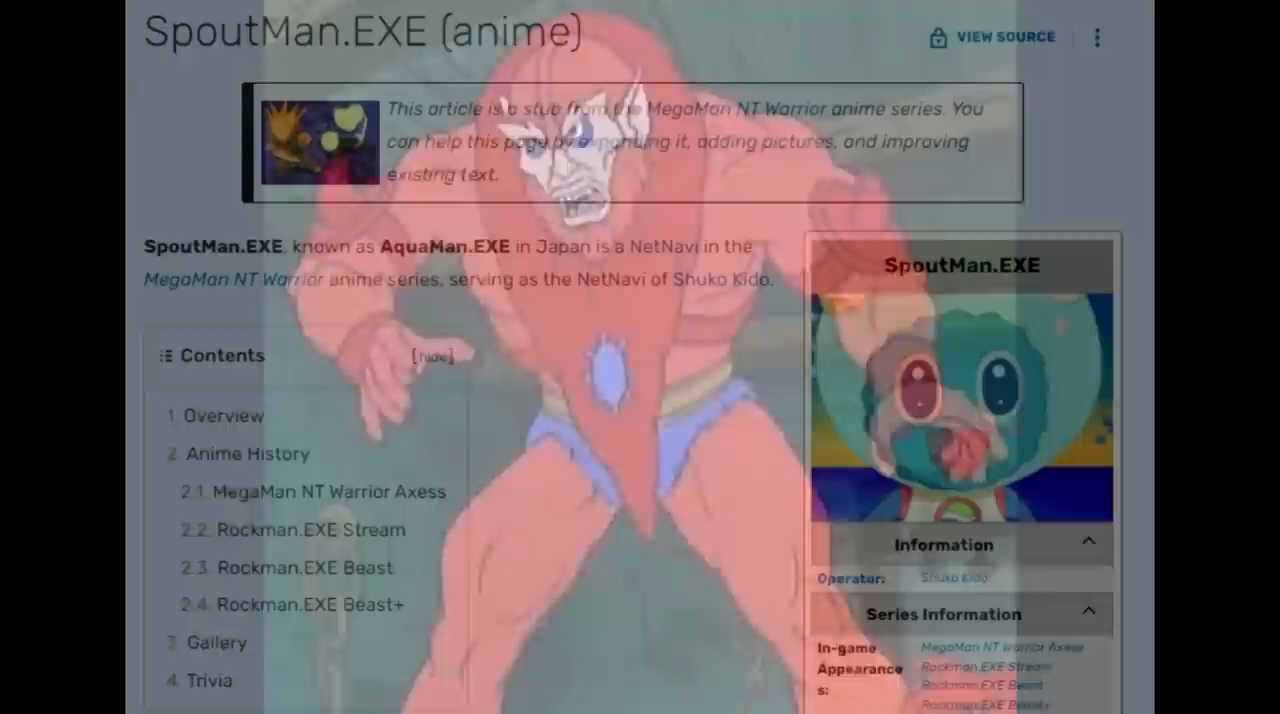 SpoutMan.EXE (anime)
VIEW SOURCE
This article is a stub from the MegaMan NT Warrior anime series. You
can help this page by expanding it, adding pictures, and improving
existing text.
SpoutMan.EXE, known as AquaMan.EXE in Japan is a NetNavi in the
MegaMan NT Warrior anime series, serving as the NetNavi of Shuko Kido.
Contents [hide]
1. Overview
2. Anime History
2.1. MegaMan NT Warrior Axess
2.2. Rockman.EXE Stream
2.3. Rockman.EXE Beast
2.4. Rockman.EXE Beast+
3. Gallery
4. Trivia
SpoutMan.EXE
Information
Operator: Shuko Kido
Series Information
In-game MegaMan NT Warrior Axess
Appearance Rockman.EXE Stream
s: Rockman.EXE Beast
Rockman.EXE Beast+